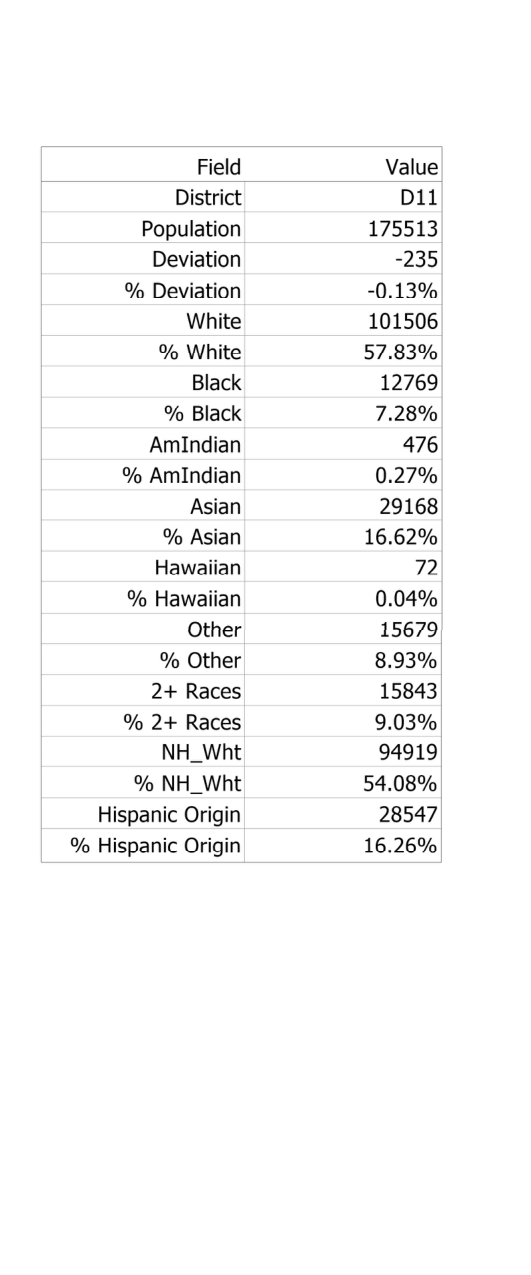 Field Value
District D11
Population 175513
Deviation -235
% Deviation -0.13%
White 101506
% White 57.83%
Black 12769
% Black 7.28%
AmIndian 476
% AmIndian 0.27%
Asian 29168
% Asian 16.62%
Hawaiian 72
% Hawaiian 0.04%
Other 15679
% Other 8.93%
2+ Races 15843
% 2+ Races 9.03%
NH_Wht 94919
% NH_Wht 54.08%
Hispanic Origin 28547
% Hispanic Origin 16.26%